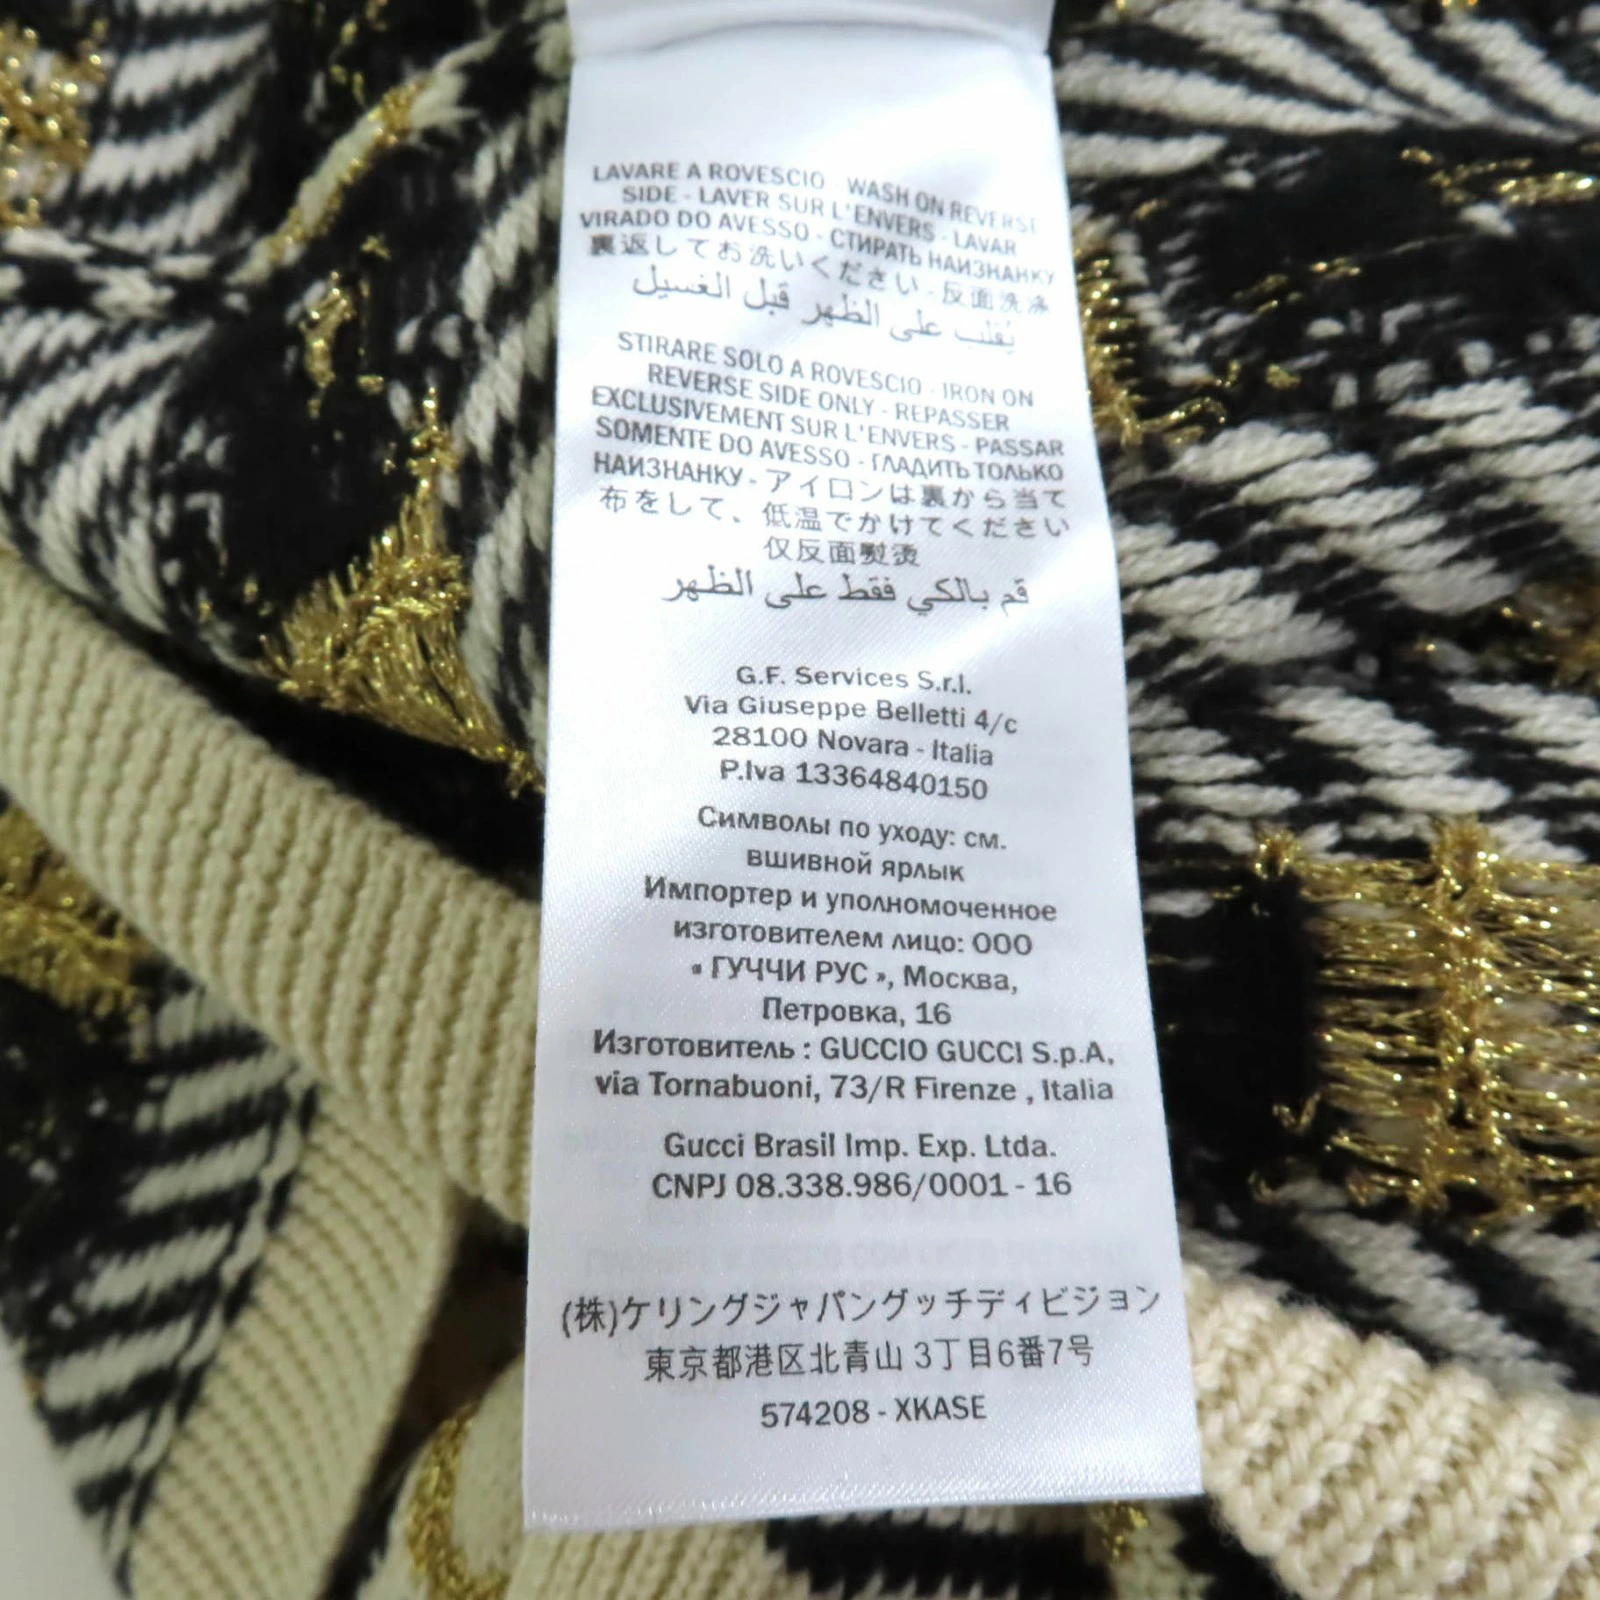 LAVARE A ROVESCIO - WASH ON REVERSE
SIDE - LAVER SUR L'ENVERS - LAVAR
VIRADO DO AVESSO - СТИРАТЬ НАИЗНАНКУ
裏返してお洗いください - 反面洗涤
يُقلب على الظهر قبل الغسيل
STIRARE SOLO A ROVESCIO - IRON ON
REVERSE SIDE ONLY - REPASSER
EXCLUSIVEMENT SUR L'ENVERS - PASSAR
SOMENTE DO AVESSO - ГЛАДИТЬ ТОЛЬКО
НАИЗНАНКУ - アイロンは裏から当て
布をして、低温でかけてください
仅反面熨烫
قم بالكي فقط على الظهر
G.F. Services S.r.l.
Via Giuseppe Belletti 4/c
28100 Novara - Italia
P.Iva 13364840150
Символы по уходу: см.
вшивной ярлык
Импортер и уполномоченное
изготовителем лицо: ООО
« ГУЧЧИ РУС », Москва,
Петровка, 16
Изготовитель : GUCCIO GUCCI S.p.A.
via Tornabuoni, 73/R Firenze , Italia
Gucci Brasil Imp. Exp. Ltda.
CNPJ 08.338.986/0001 - 16
(株)ケリングジャパングッチディビジョン
東京都港区北青山 3丁目6番7号
574208 - XKASE